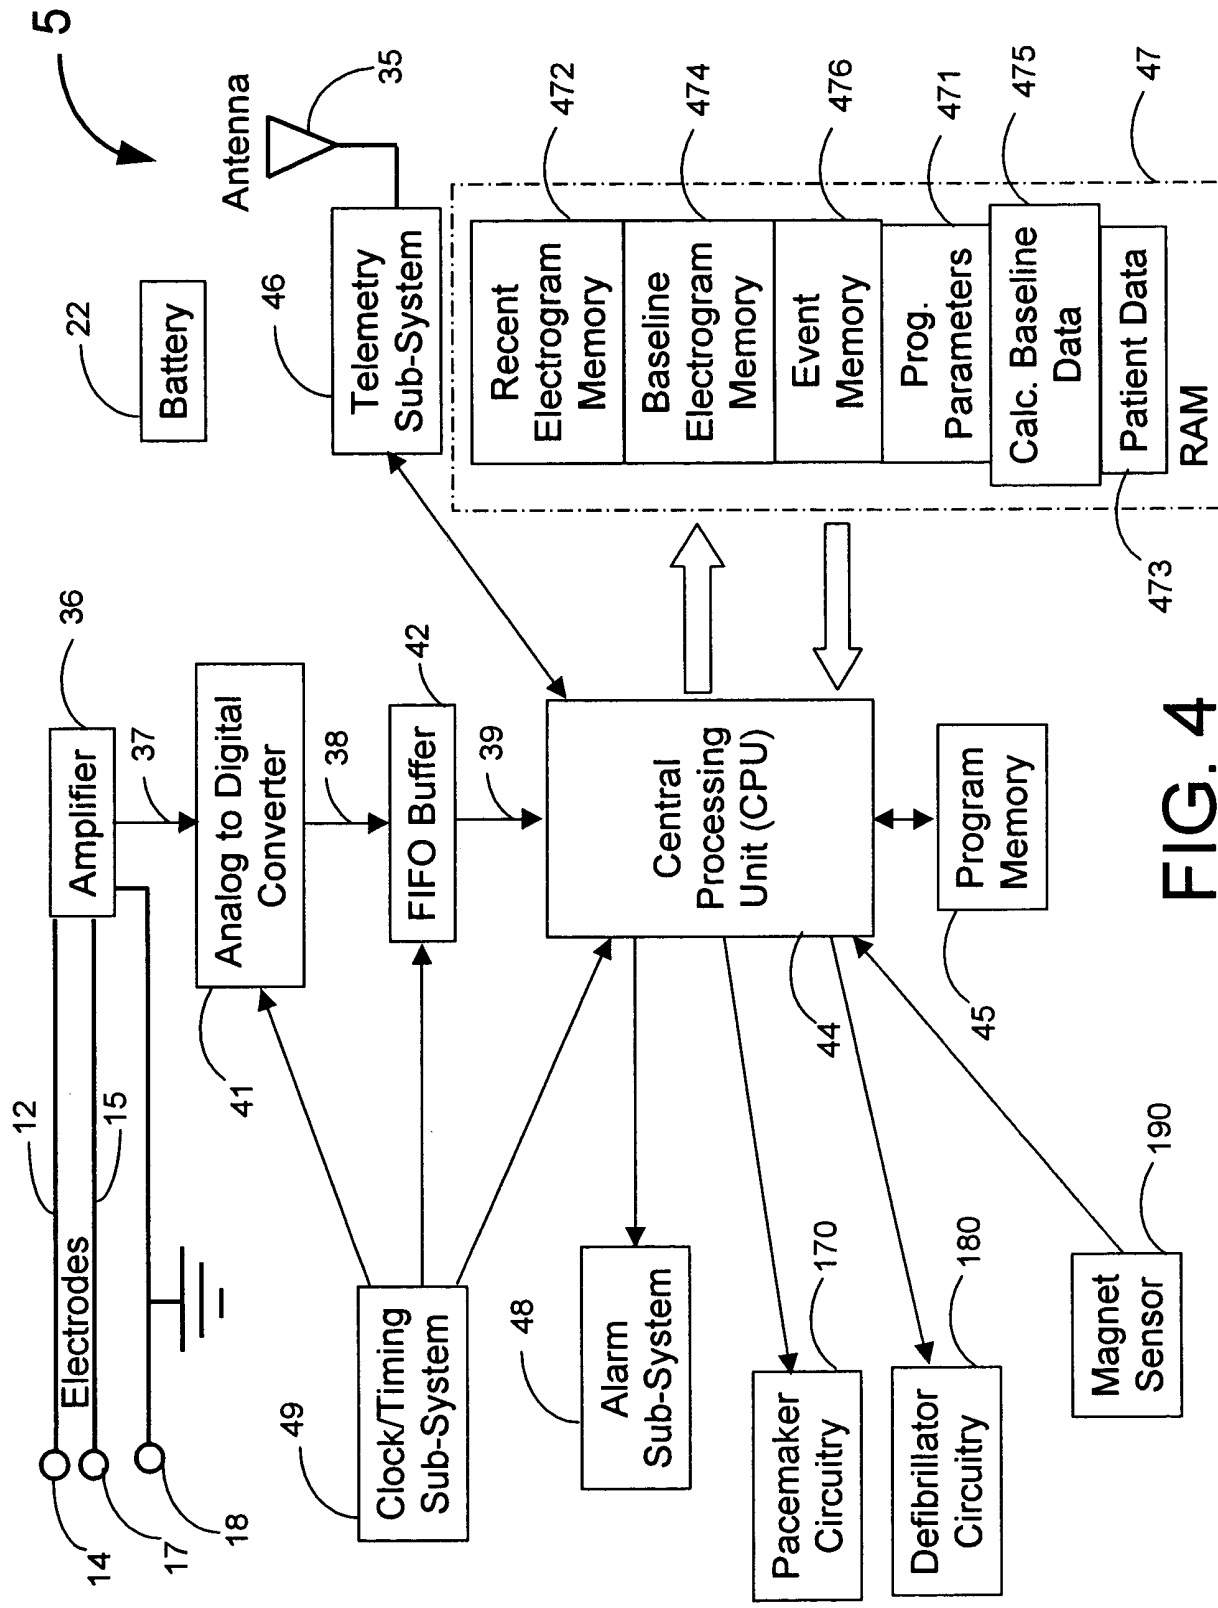 5
14
17
18
12
15
Electrodes
Amplifier
36
37
Analog to Digital
Converter
41
38
FIFO Buffer
42
39
22
Battery
Antenna
35
46
Telemetry
Sub-System
49
Clock/Timing
Sub-System
48
Alarm
Sub-System
Central
Processing
Unit (CPU)
44
Pacemaker
Circuitry
170
Defibrillator
Circuitry
180
Magnet
Sensor
190
Program
Memory
45
Recent
Electrogram
Memory
472
Baseline
Electrogram
Memory
474
Event
Memory
476
Prog.
Parameters
471
Calc. Baseline
Data
475
Patient Data
473
RAM
47
FIG. 4